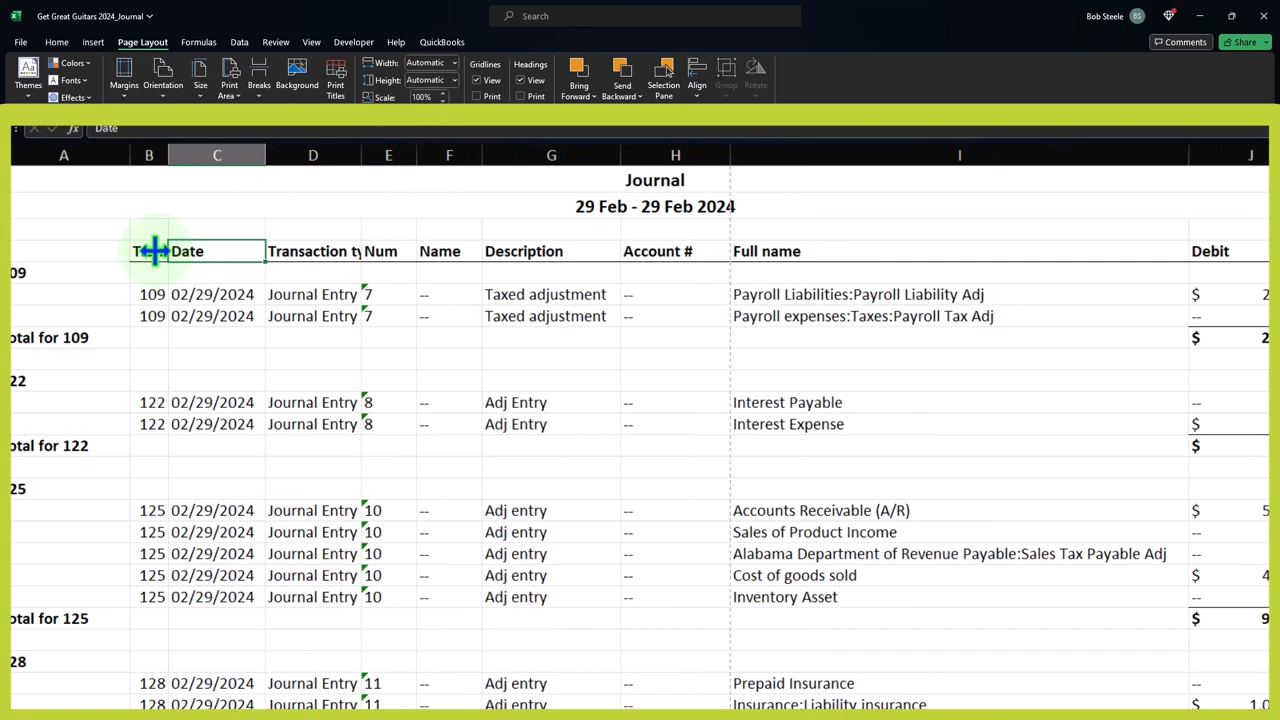 Get Great Guitars 2024_Journal
Search
Bob Steele BS
File Home Insert Page Layout Formulas Data Review View Developer Help QuickBooks
Comments Share
Themes Colors Fonts Effects
Margins Orientation Size Print Area Breaks Background Print Titles
Width: Automatic
Height: Automatic
Scale: 100%
Gridlines View Print
Headings View Print
Bring Forward Send Backward Selection Pane Align Group Rotate
fx Date
A B C D E F G H I J
Journal
29 Feb - 29 Feb 2024
Date Transaction ty Num Name Description Account # Full name Debit
09
109 02/29/2024 Journal Entry 7 -- Taxed adjustment -- Payroll Liabilities:Payroll Liability Adj $ 2
109 02/29/2024 Journal Entry 7 -- Taxed adjustment -- Payroll expenses:Taxes:Payroll Tax Adj --
otal for 109 $ 2
22
122 02/29/2024 Journal Entry 8 -- Adj Entry -- Interest Payable --
122 02/29/2024 Journal Entry 8 -- Adj Entry -- Interest Expense $
otal for 122 $
25
125 02/29/2024 Journal Entry 10 -- Adj entry -- Accounts Receivable (A/R) $ 5
125 02/29/2024 Journal Entry 10 -- Adj entry -- Sales of Product Income --
125 02/29/2024 Journal Entry 10 -- Adj entry -- Alabama Department of Revenue Payable:Sales Tax Payable Adj --
125 02/29/2024 Journal Entry 10 -- Adj entry -- Cost of goods sold $ 4
125 02/29/2024 Journal Entry 10 -- Adj entry -- Inventory Asset --
otal for 125 $ 9
28
128 02/29/2024 Journal Entry 11 -- Adj entry -- Prepaid Insurance --
128 02/29/2024 Journal Entry 11 -- Adj entry -- Insurance:Liability insurance $ 1,0